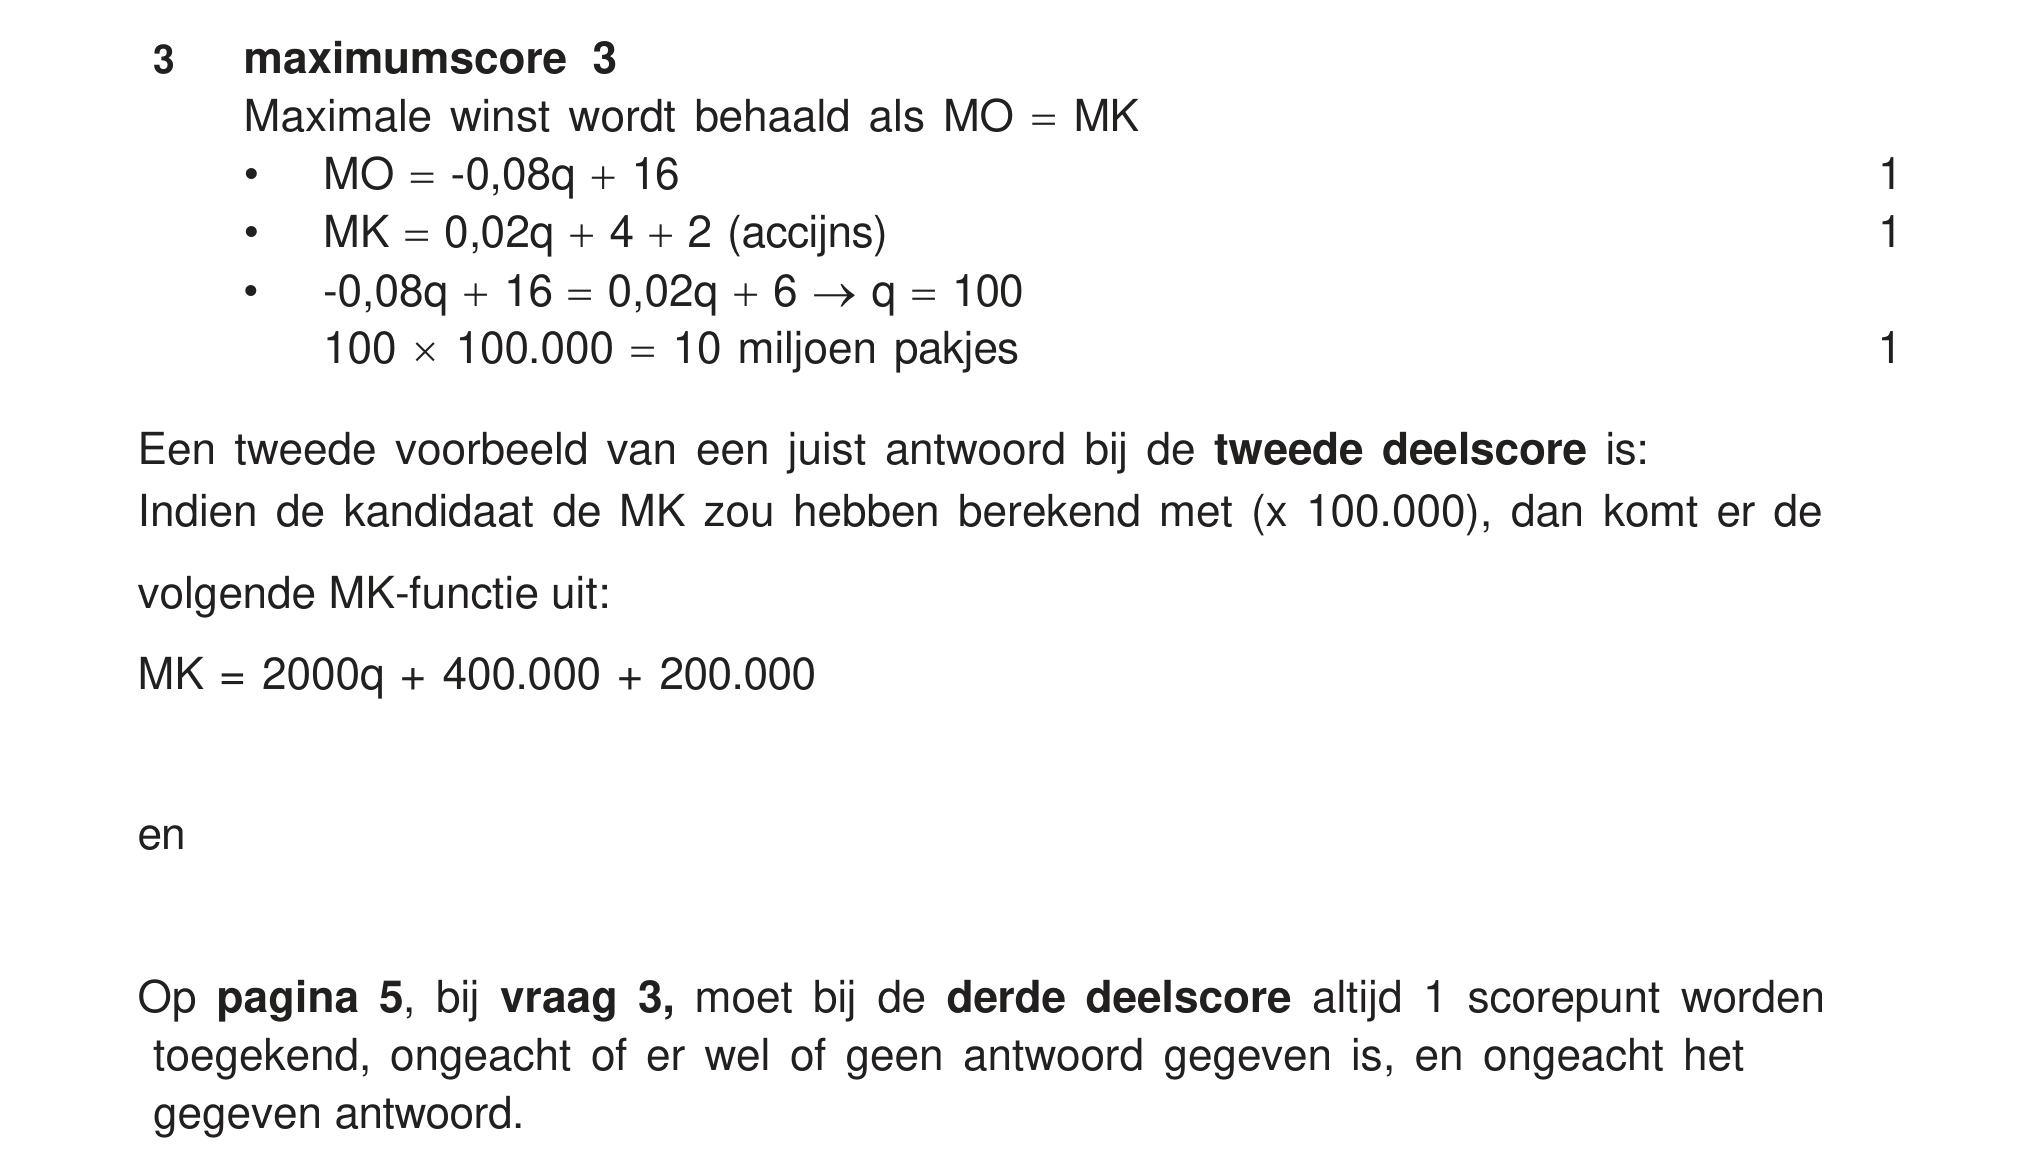 3 maximumscore 3
Maximale winst wordt behaald als MO = MK
• MO = -0,08q + 16 1
• MK = 0,02q + 4 + 2 (accijns) 1
• -0,08q + 16 = 0,02q + 6 → q = 100
100 × 100.000 = 10 miljoen pakjes 1
Een tweede voorbeeld van een juist antwoord bij de tweede deelscore is:
Indien de kandidaat de MK zou hebben berekend met (x 100.000), dan komt er de
volgende MK-functie uit:
MK = 2000q + 400.000 + 200.000
en
Op pagina 5, bij vraag 3, moet bij de derde deelscore altijd 1 scorepunt worden
toegekend, ongeacht of er wel of geen antwoord gegeven is, en ongeacht het
gegeven antwoord.